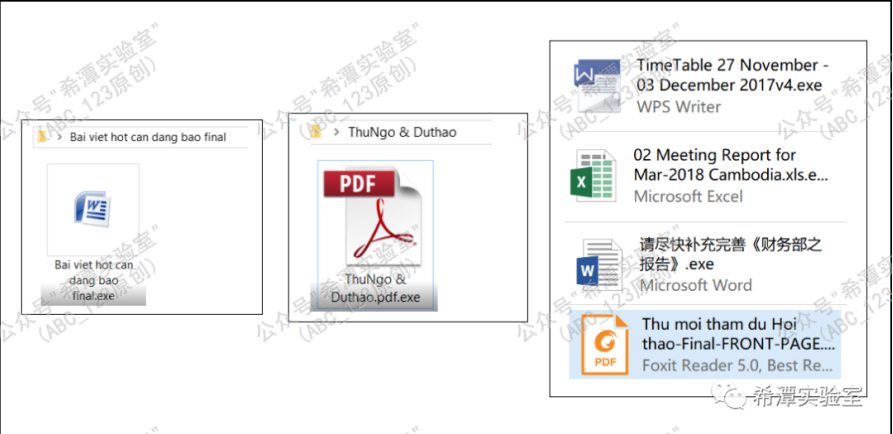 Bai viet hot can dang bao final
Bai viet hot can
dang bao
final.exe
ThuNgo & Duthao
PDF
ThuNgo &
Duthao.pdf.exe
TimeTable 27 November -
03 December 2017v4.exe
WPS Writer
02 Meeting Report for
Mar-2018 Cambodia.xls.e...
Microsoft Excel
请尽快补充完善《财务部之
报告》.exe
Microsoft Word
PDF
Thu moi tham du Hoi
thao-Final-FRONT-PAGE....
Foxit Reader 5.0, Best Re...
公众号"希潭实验室"
(ABC_123原创)
希潭实验室